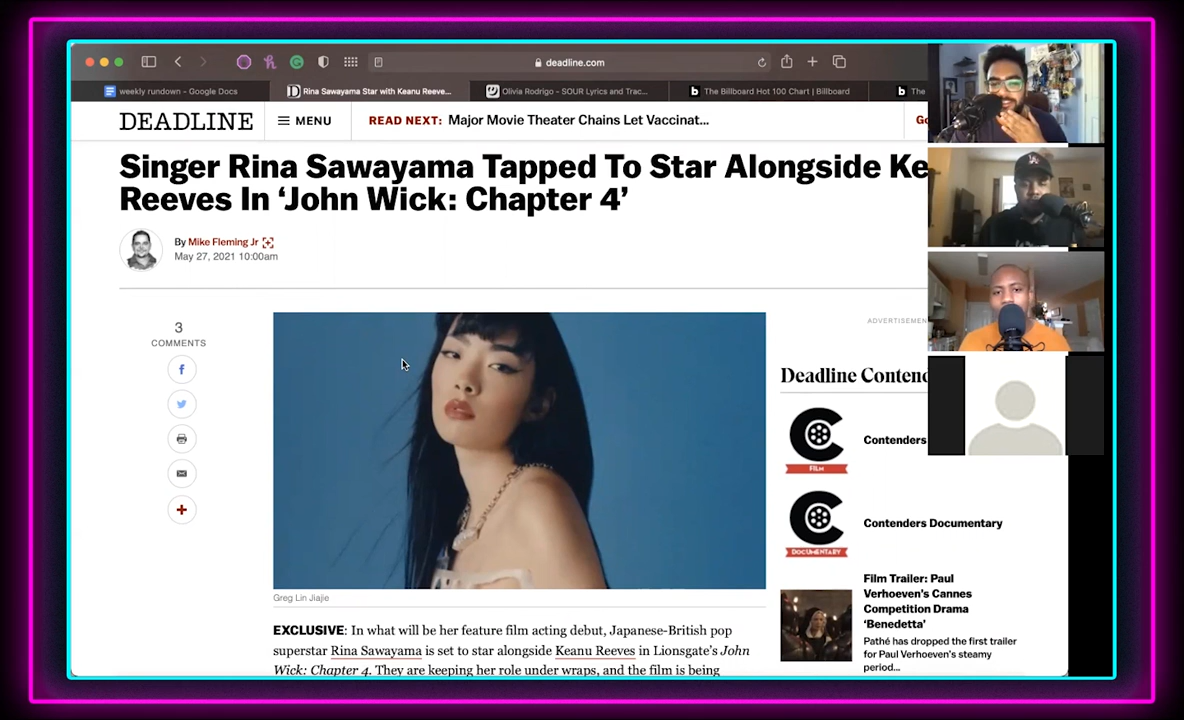 deadline.com
weekly rundown - Google Docs
Rina Sawayama Star with Keanu Reeve...
Olivia Rodrigo - SOUR Lyrics and Trac...
The Billboard Hot 100 Chart | Billboard
The
DEADLINE
MENU
READ NEXT: Major Movie Theater Chains Let Vaccinat...
Singer Rina Sawayama Tapped To Star Alongside Ke
Reeves In ‘John Wick: Chapter 4’
By Mike Fleming Jr
May 27, 2021 10:00am
3
COMMENTS
ADVERTISEMEN
Deadline Contend
Contenders
FILM
Contenders Documentary
DOCUMENTARY
Film Trailer: Paul
Verhoeven’s Cannes
Competition Drama
‘Benedetta’
Pathé has dropped the first trailer
for Paul Verhoeven’s steamy
period...
Greg Lin Jiajie
EXCLUSIVE: In what will be her feature film acting debut, Japanese-British pop
superstar Rina Sawayama is set to star alongside Keanu Reeves in Lionsgate’s John
Wick: Chapter 4. They are keeping her role under wraps, and the film is being